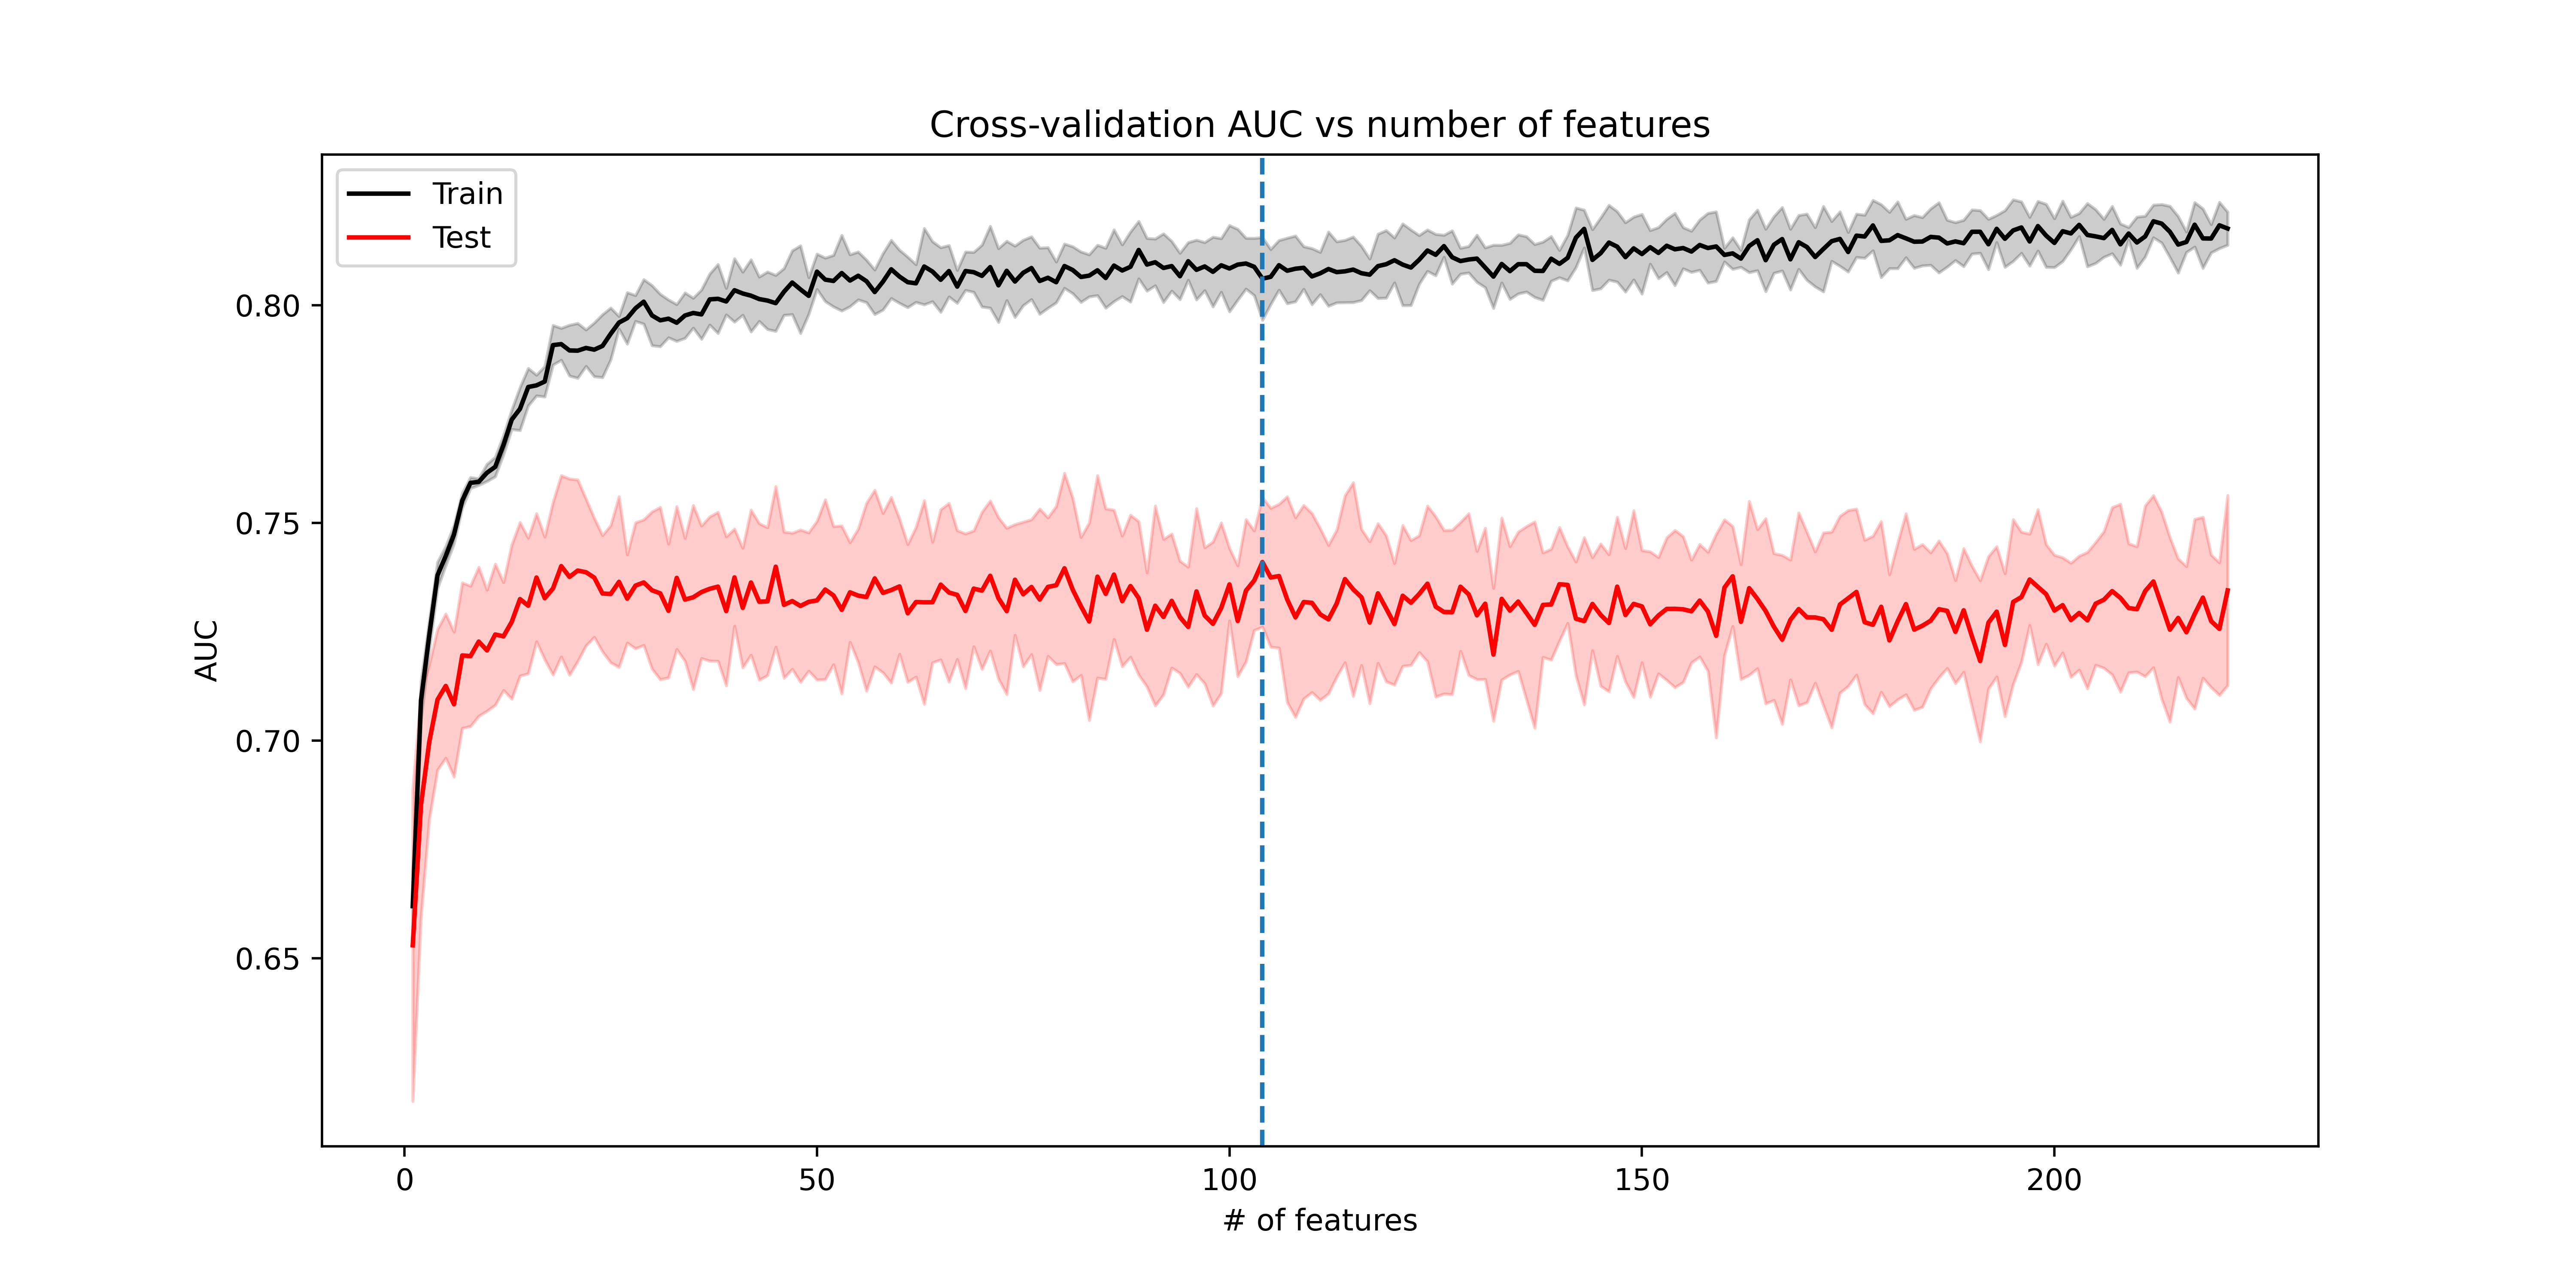 Cross-validation AUC vs number of features
Train
Test
0.80
0.75
0.70
0.65
AUC
0
50
100
150
200
# of features